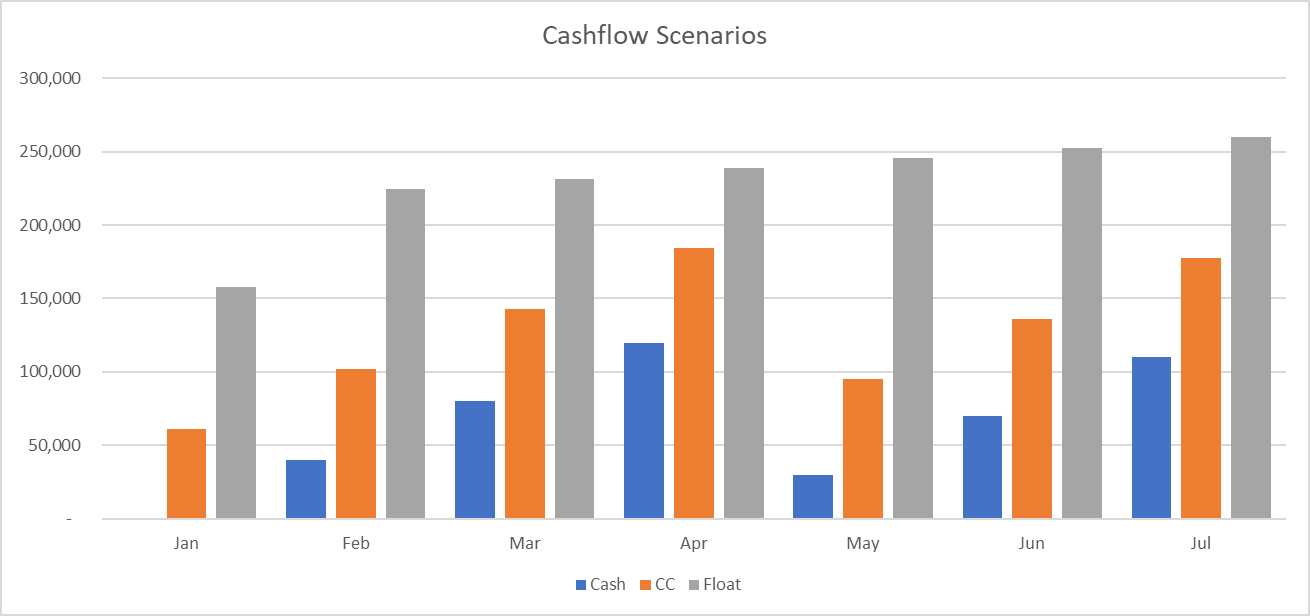 Cashflow Scenarios
300,000
250,000
200,000
150,000
100,000
50,000
-
Jan Feb Mar Apr May Jun Jul
Cash CC Float